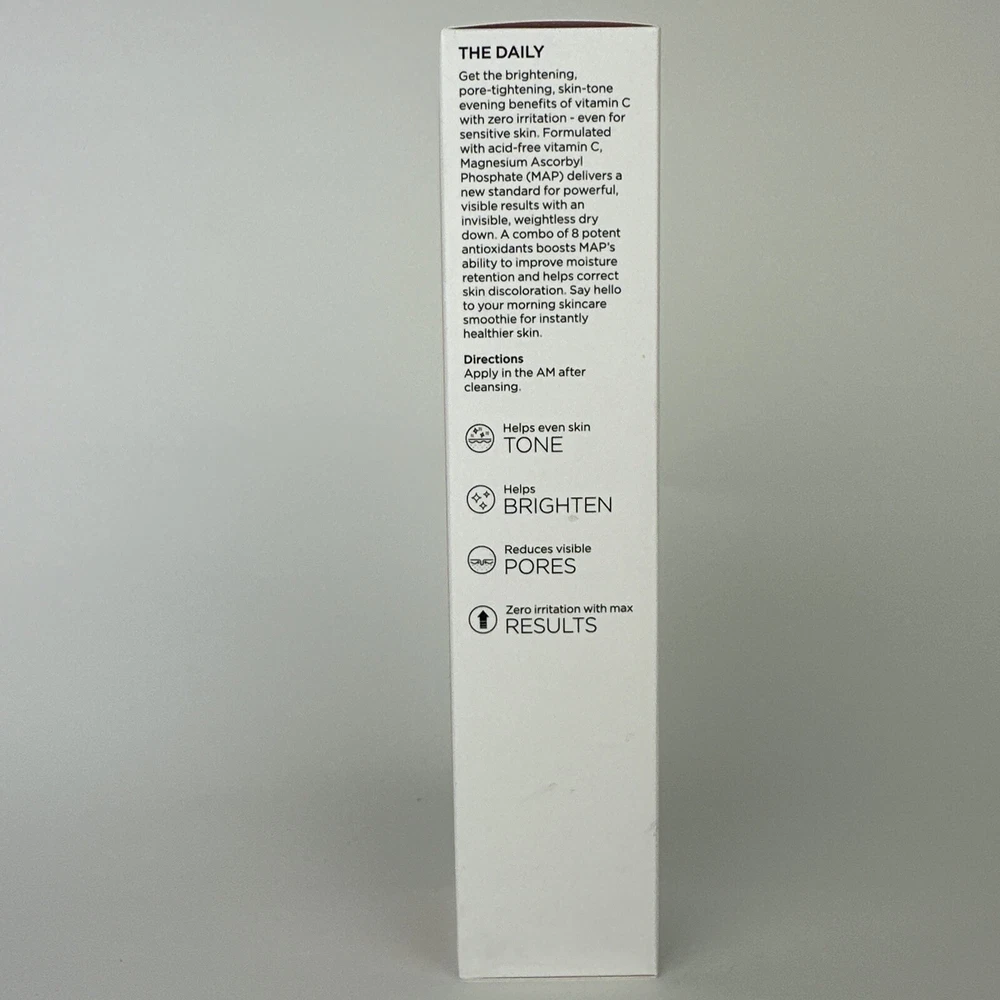 THE DAILY
Get the brightening,
pore-tightening, skin-tone
evening benefits of vitamin C
with zero irritation - even for
sensitive skin. Formulated
with acid-free vitamin C,
Magnesium Ascorbyl
Phosphate (MAP) delivers a
new standard for powerful,
visible results with an
invisible, weightless dry
down. A combo of 8 potent
antioxidants boosts MAP's
ability to improve moisture
retention and helps correct
skin discoloration. Say hello
to your morning skincare
smoothie for instantly
healthier skin.
Directions
Apply in the AM after
cleansing.
Helps even skin
TONE
Helps
BRIGHTEN
Reduces visible
PORES
Zero irritation with max
RESULTS